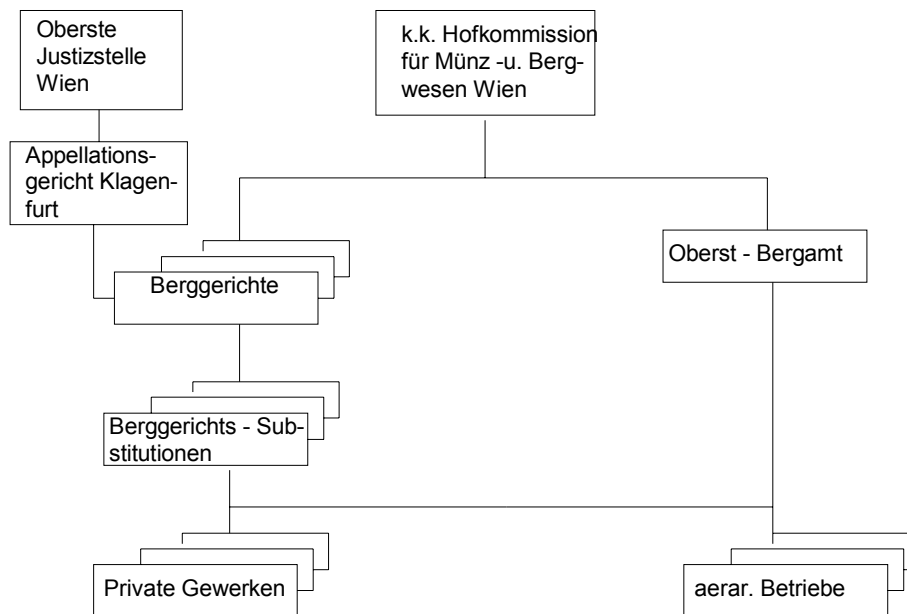 Oberste
Justizstelle
Wien
k.k. Hofkommission
für Münz -u. Berg-
wesen Wien
Appellations-
gericht Klagen-
furt
Oberst - Bergamt
Berggerichte
Berggerichts - Sub-
stitutionen
Private Gewerken
aerar. Betriebe